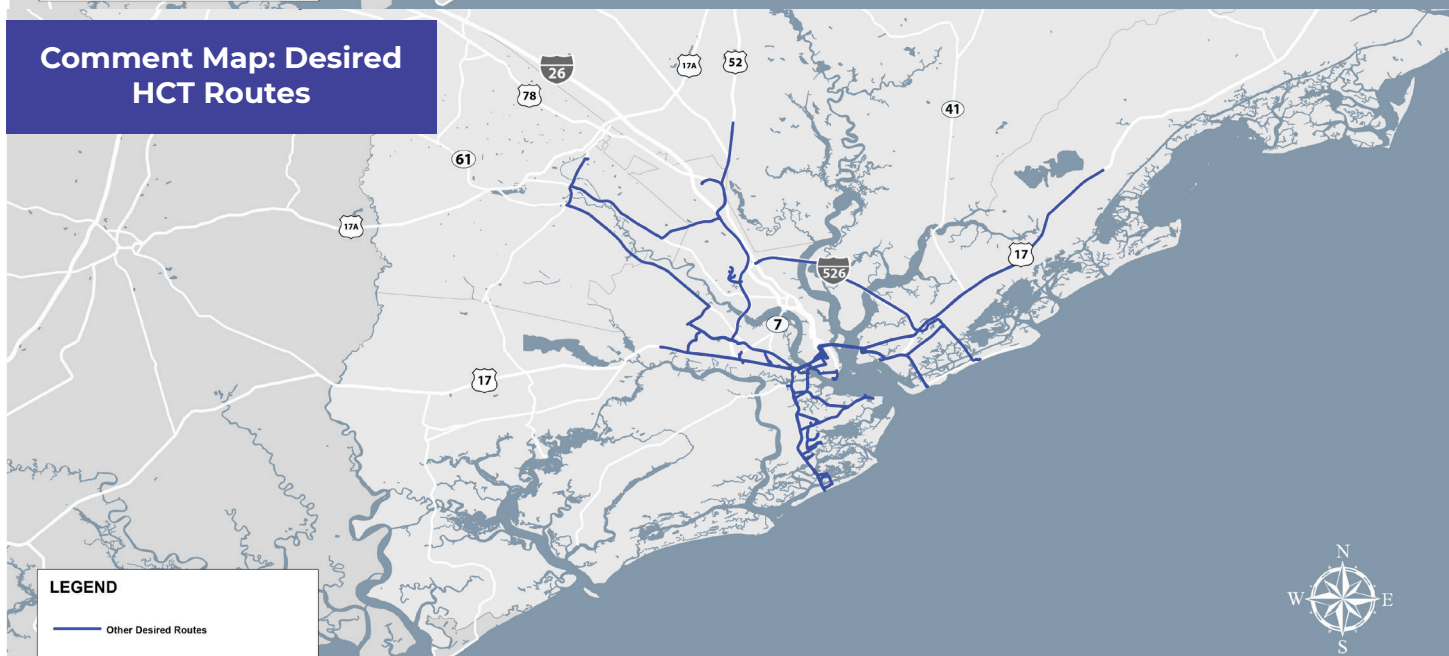 Comment Map: Desired
HCT Routes
26
17A
52
78
41
61
17A
17
526
7
17
N
W
E
S
LEGEND
Other Desired Routes